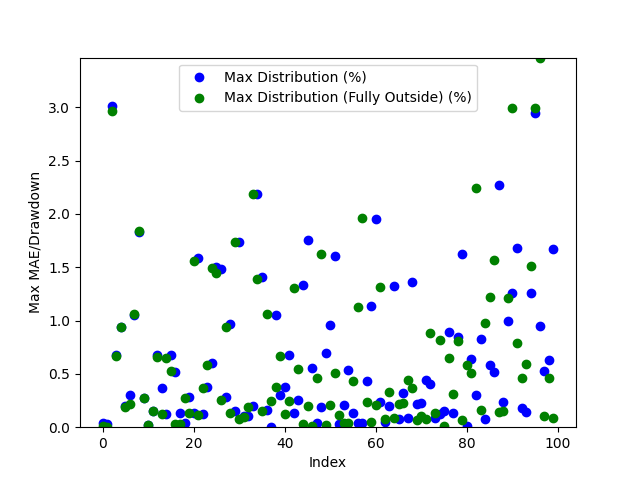 Max Distribution (%)
Max Distribution (Fully Outside) (%)
3.0
2.5
2.0
1.5
1.0
0.5
0.0
Max MAE/Drawdown
0 20 40 60 80 100
Index